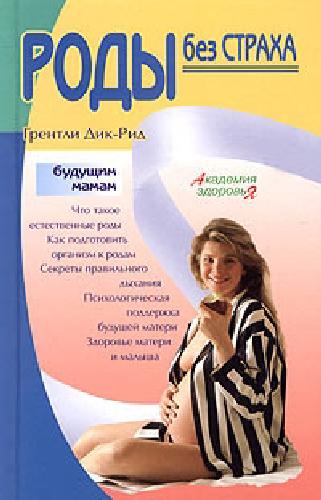 РОДЫ без СТРАХА
Грентли Дик-Рид
будущим
мамам
Академия
здоровья
Что такое
естественные роды
Как подготовить
организм к родам
Секреты правильного
дыхания
Психологическая
поддержка
будущей матери
Здоровье матери
и малыша